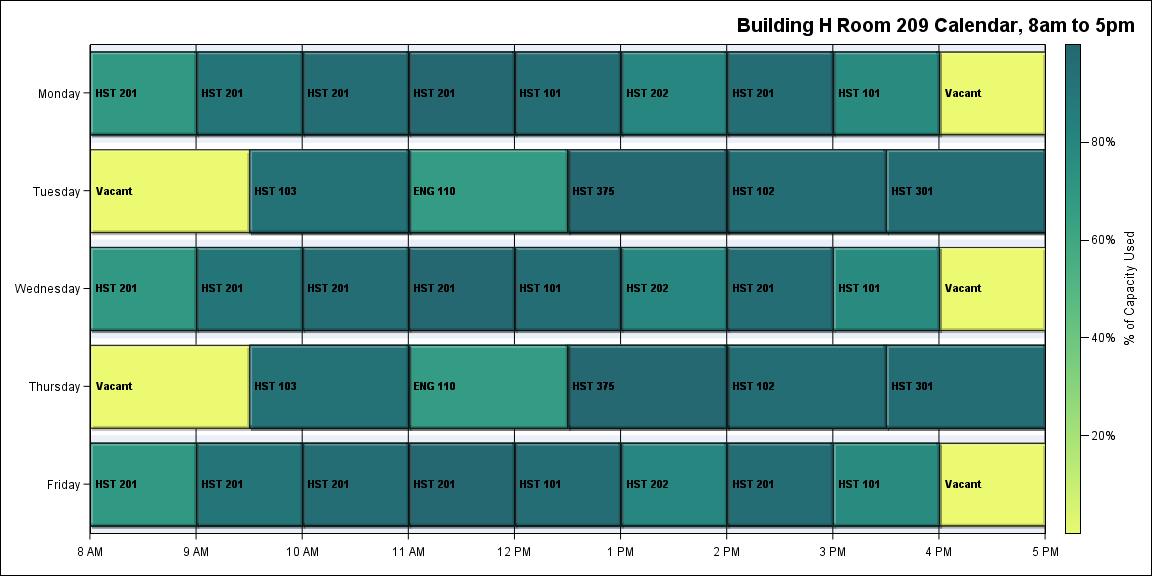 Building H Room 209 Calendar, 8am to 5pm
Monday HST 201 HST 201 HST 201 HST 201 HST 101 HST 202 HST 201 HST 101 Vacant
80%
Tuesday Vacant HST 103 ENG 110 HST 375 HST 102 HST 301
60%
% of Capacity Used
Wednesday HST 201 HST 201 HST 201 HST 201 HST 101 HST 202 HST 201 HST 101 Vacant
40%
Thursday Vacant HST 103 ENG 110 HST 375 HST 102 HST 301
20%
Friday HST 201 HST 201 HST 201 HST 201 HST 101 HST 202 HST 201 HST 101 Vacant
8 AM 9 AM 10 AM 11 AM 12 PM 1 PM 2 PM 3 PM 4 PM 5 PM